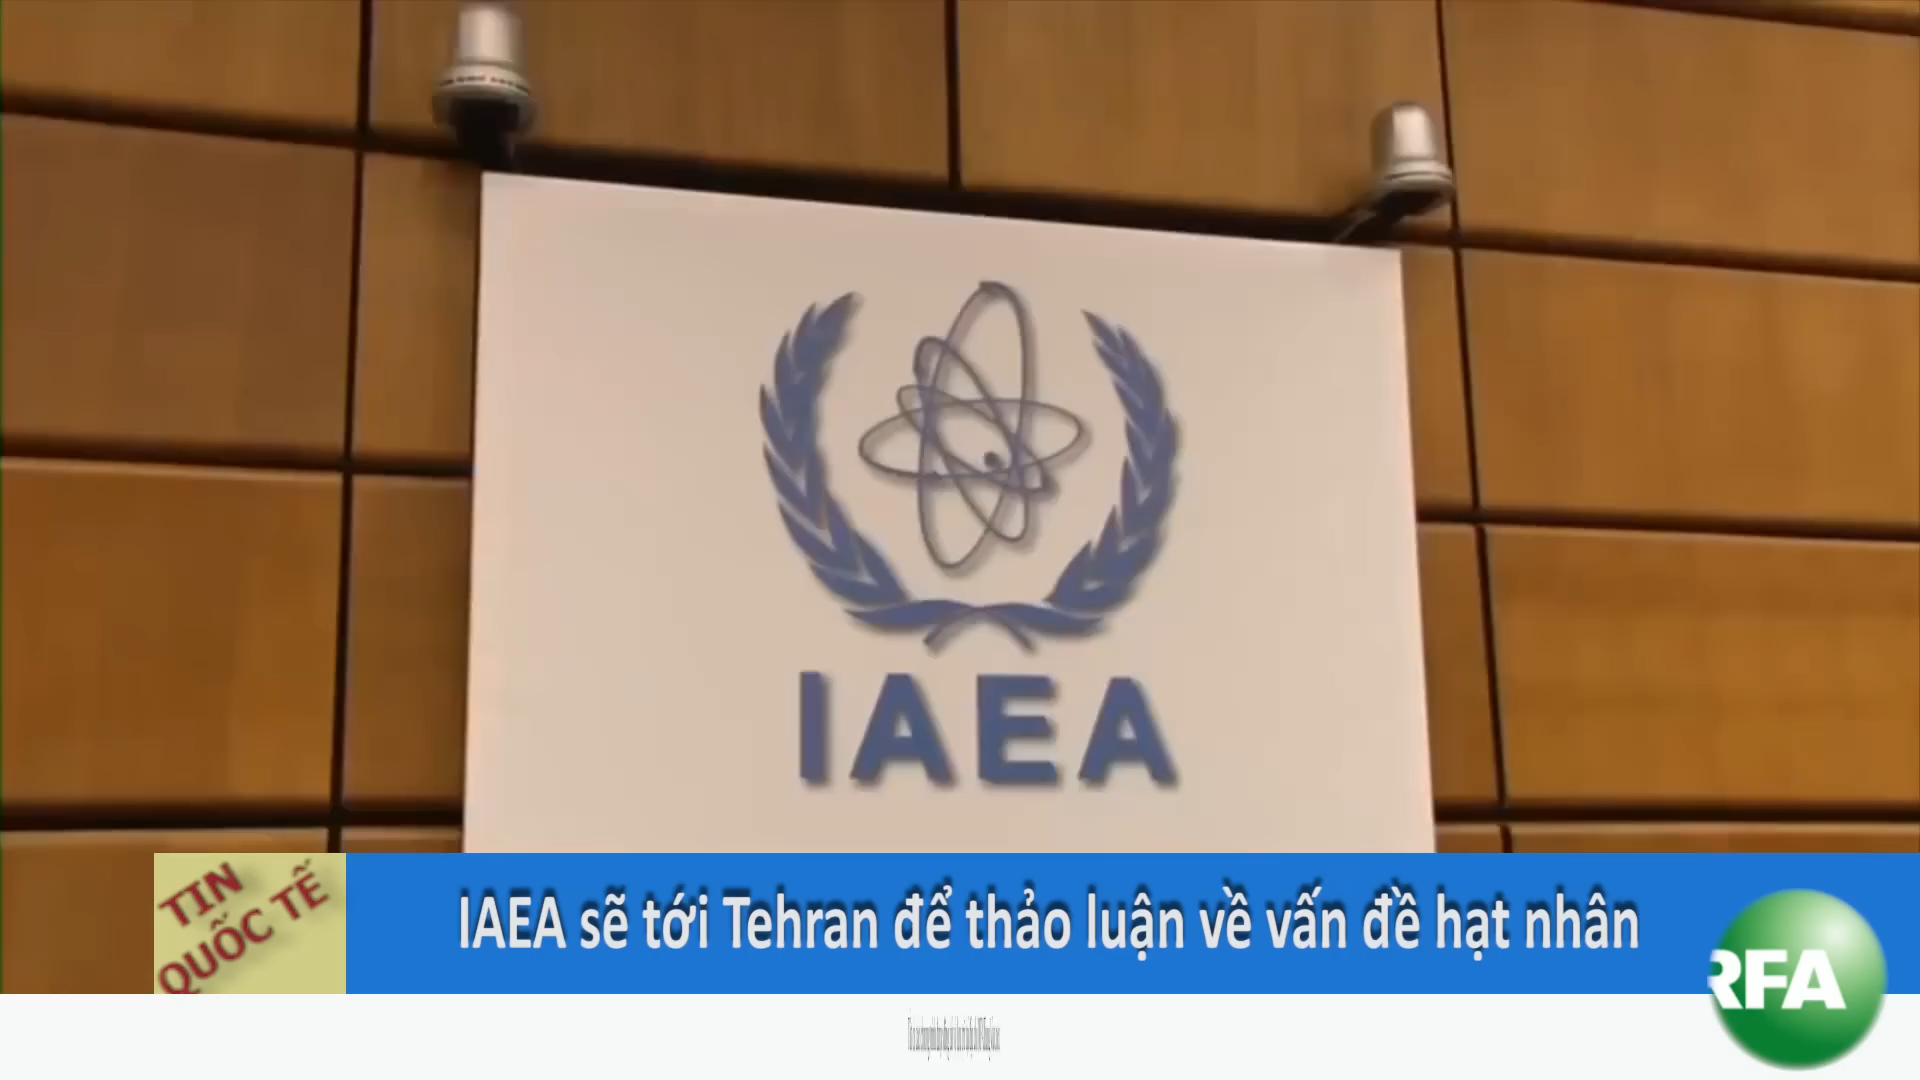 IAEA
TIN
QUỐC TẾ
IAEA sẽ tới Tehran để thảo luận về vấn đề hạt nhân
RFA